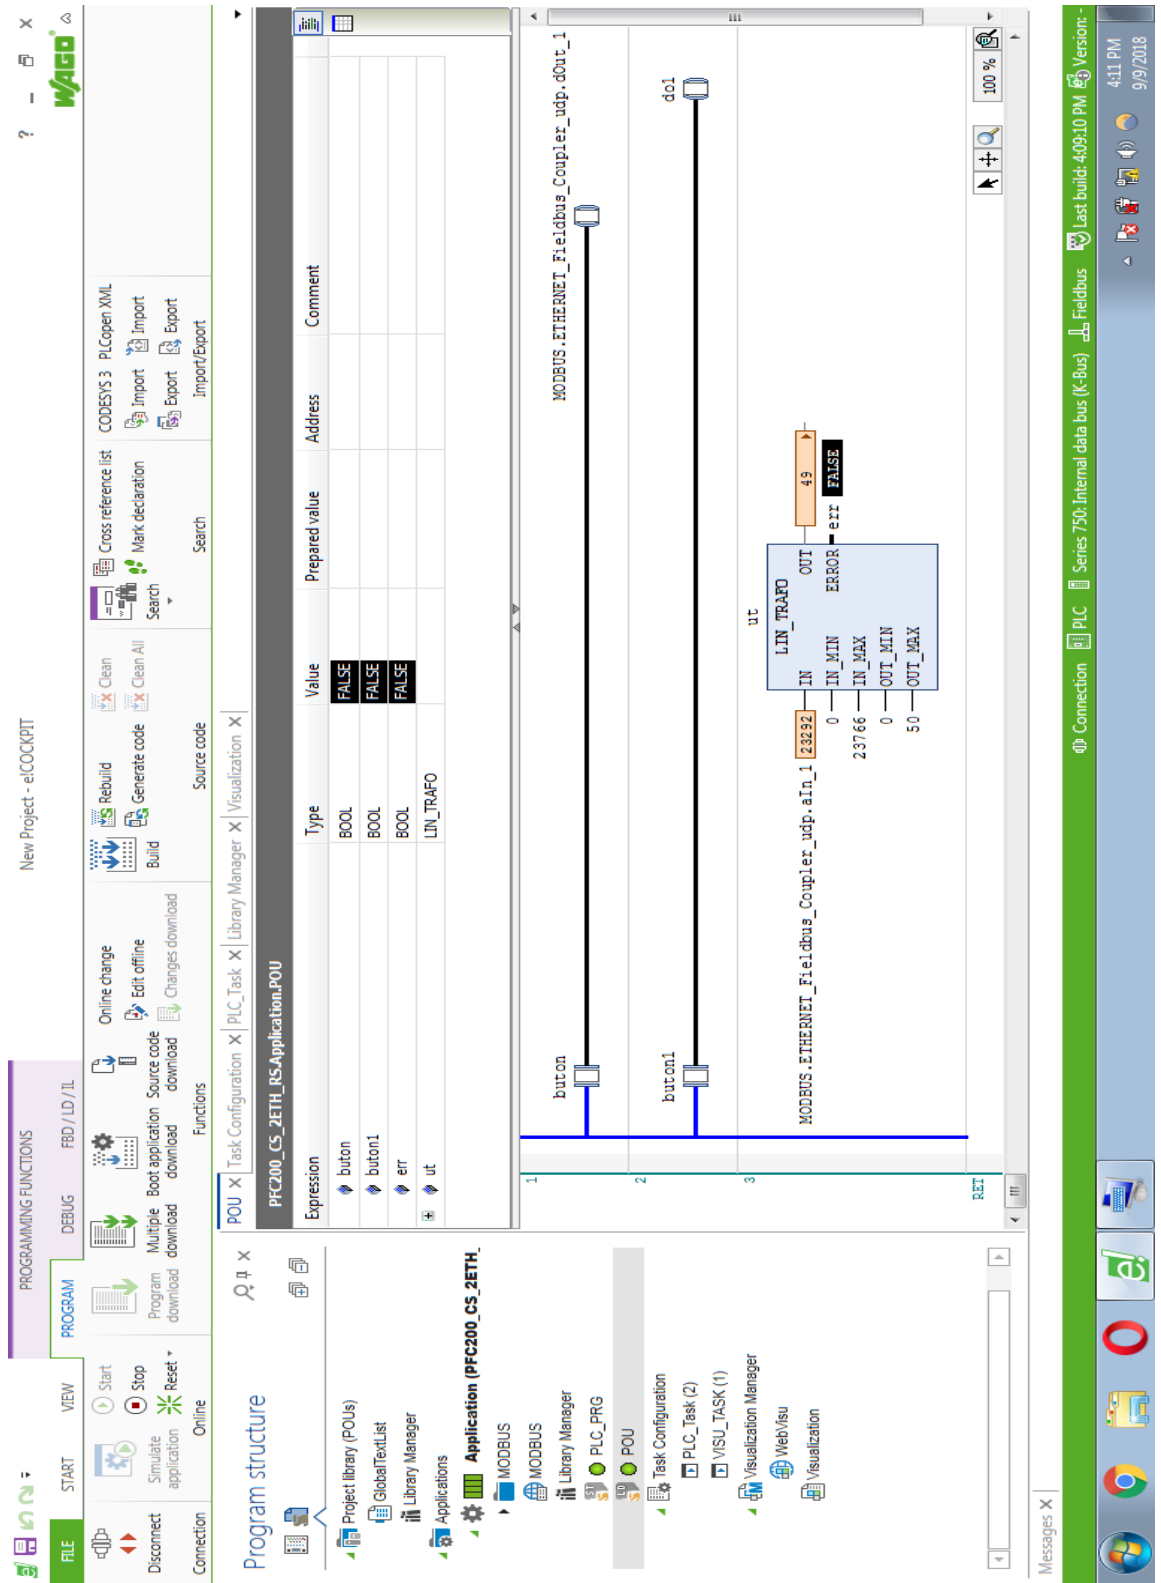 New Project - e!COCKPIT
?
PROGRAMMING FUNCTIONS
FILE
START
VIEW
PROGRAM
DEBUG
FBD / LD / IL
WAGO
Disconnect
Connection
Simulate application
Start
Stop
Reset
Online
Program download
Multiple download
Boot application download
Source code download
Online change
Edit offline
Changes download
Functions
Build
Rebuild
Generate code
Clean
Clean All
Source code
Search
Cross reference list
Mark declaration
Search
CODESYS 3
PLCopen XML
Import
Import
Export
Export
Import/Export
Program structure
Project library (POUs)
GlobalTextList
Library Manager
Applications
Application (PFC200_CS_2ETH_
MODBUS
MODBUS
Library Manager
PLC_PRG
POU
Task Configuration
PLC_Task (2)
VISU_TASK (1)
Visualization Manager
WebVisu
Visualization
POU X Task Configuration X PLC_Task X Library Manager X Visualization X
PFC200_CS_2ETH_RS.Application.POU
Expression Type Value Prepared value Address Comment
buton BOOL FALSE
buton1 BOOL FALSE
err BOOL FALSE
ut LIN_TRAFO
1
buton
MODBUS.ETHERNET_Fieldbus_Coupler_udp.dOut_1
2
buton1
do1
3
ut
LIN_TRAFO
MODBUS.ETHERNET_Fieldbus_Coupler_udp.aIn_1 23292 IN OUT 49
0 IN_MIN ERROR err FALSE
23766 IN_MAX
0 OUT_MIN
50 OUT_MAX
RET
100 %
Messages X
Connection PLC Series 750: Internal data bus (K-Bus) Fieldbus Last build: 4:09:10 PM Version: -
4:11 PM
9/9/2018